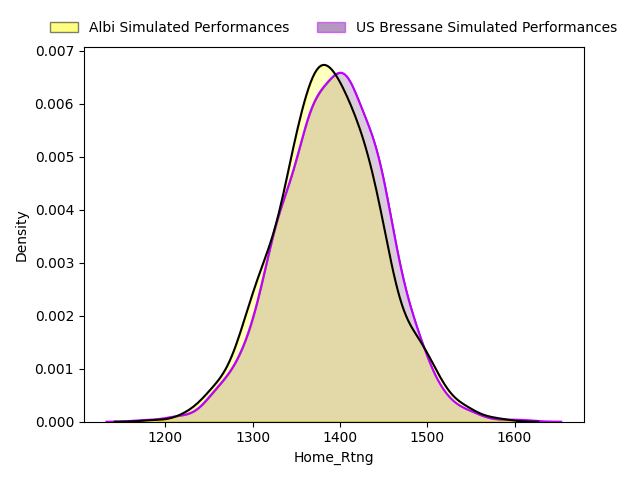 Albi Simulated Performances US Bressane Simulated Performances
0.007
0.006
0.005
0.004
0.003
0.002
0.001
0.000
Density
1200 1300 1400 1500 1600
Home_Rtng